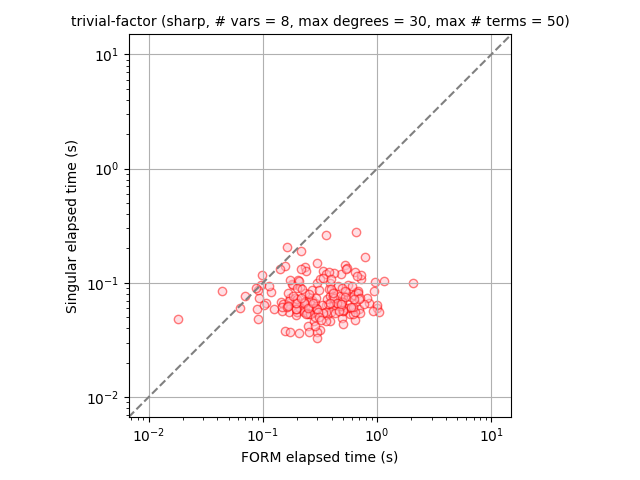 trivial-factor (sharp, # vars = 8, max degrees = 30, max # terms = 50)
Singular elapsed time (s)
10¹
10⁰
10⁻¹
10⁻²
10⁻² 10⁻¹ 10⁰ 10¹
FORM elapsed time (s)